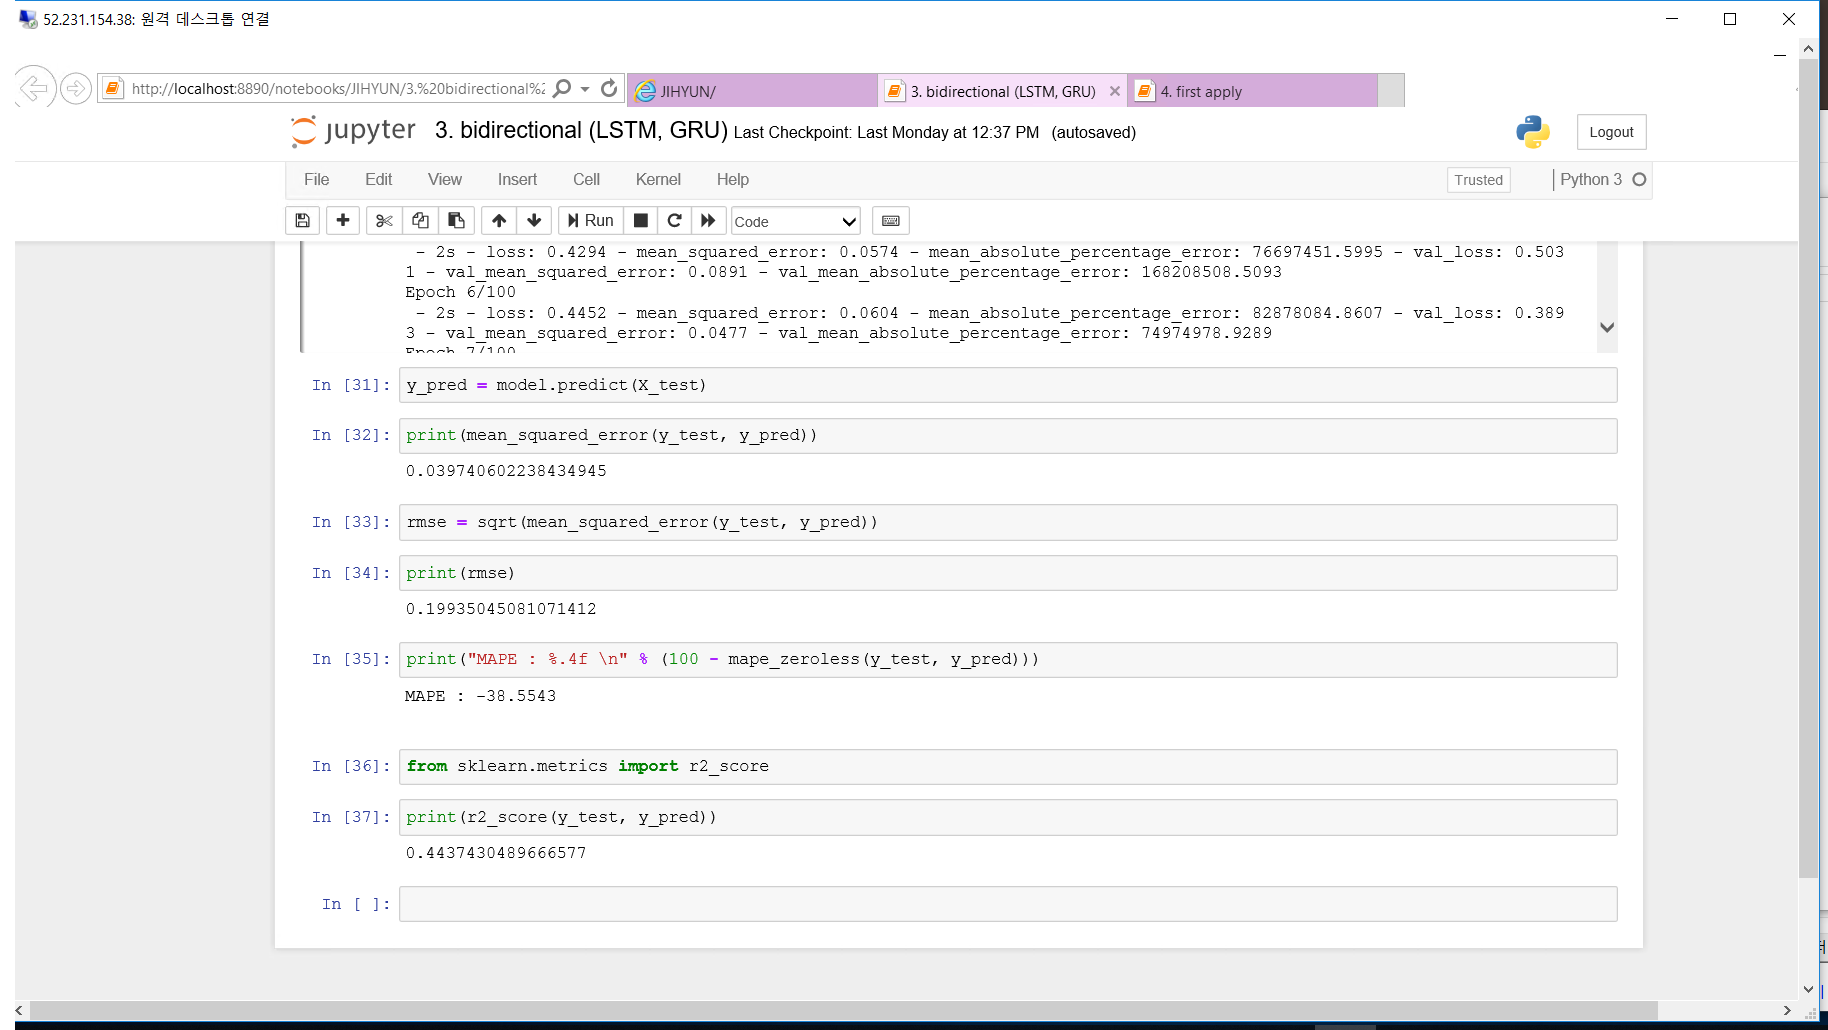 52.231.154.38: 원격 데스크톱 연결
http://localhost:8890/notebooks/JIHYUN/3.%20bidirectional%2
JIHYUN/
3. bidirectional (LSTM, GRU)
4. first apply
jupyter 3. bidirectional (LSTM, GRU) Last Checkpoint: Last Monday at 12:37 PM (autosaved)
Logout
File Edit View Insert Cell Kernel Help
Trusted
Python 3
Run
Code
- 2s - loss: 0.4294 - mean_squared_error: 0.0574 - mean_absolute_percentage_error: 76697451.5995 - val_loss: 0.503
1 - val_mean_squared_error: 0.0891 - val_mean_absolute_percentage_error: 168208508.5093
Epoch 6/100
- 2s - loss: 0.4452 - mean_squared_error: 0.0604 - mean_absolute_percentage_error: 82878084.8607 - val_loss: 0.389
3 - val_mean_squared_error: 0.0477 - val_mean_absolute_percentage_error: 74974978.9289
Epoch 7/100
In [31]: y_pred = model.predict(X_test)
In [32]: print(mean_squared_error(y_test, y_pred))
0.039740602238434945
In [33]: rmse = sqrt(mean_squared_error(y_test, y_pred))
In [34]: print(rmse)
0.19935045081071412
In [35]: print("MAPE : %.4f \n" % (100 - mape_zeroless(y_test, y_pred)))
MAPE : -38.5543
In [36]: from sklearn.metrics import r2_score
In [37]: print(r2_score(y_test, y_pred))
0.4437430489666577
In [ ]: